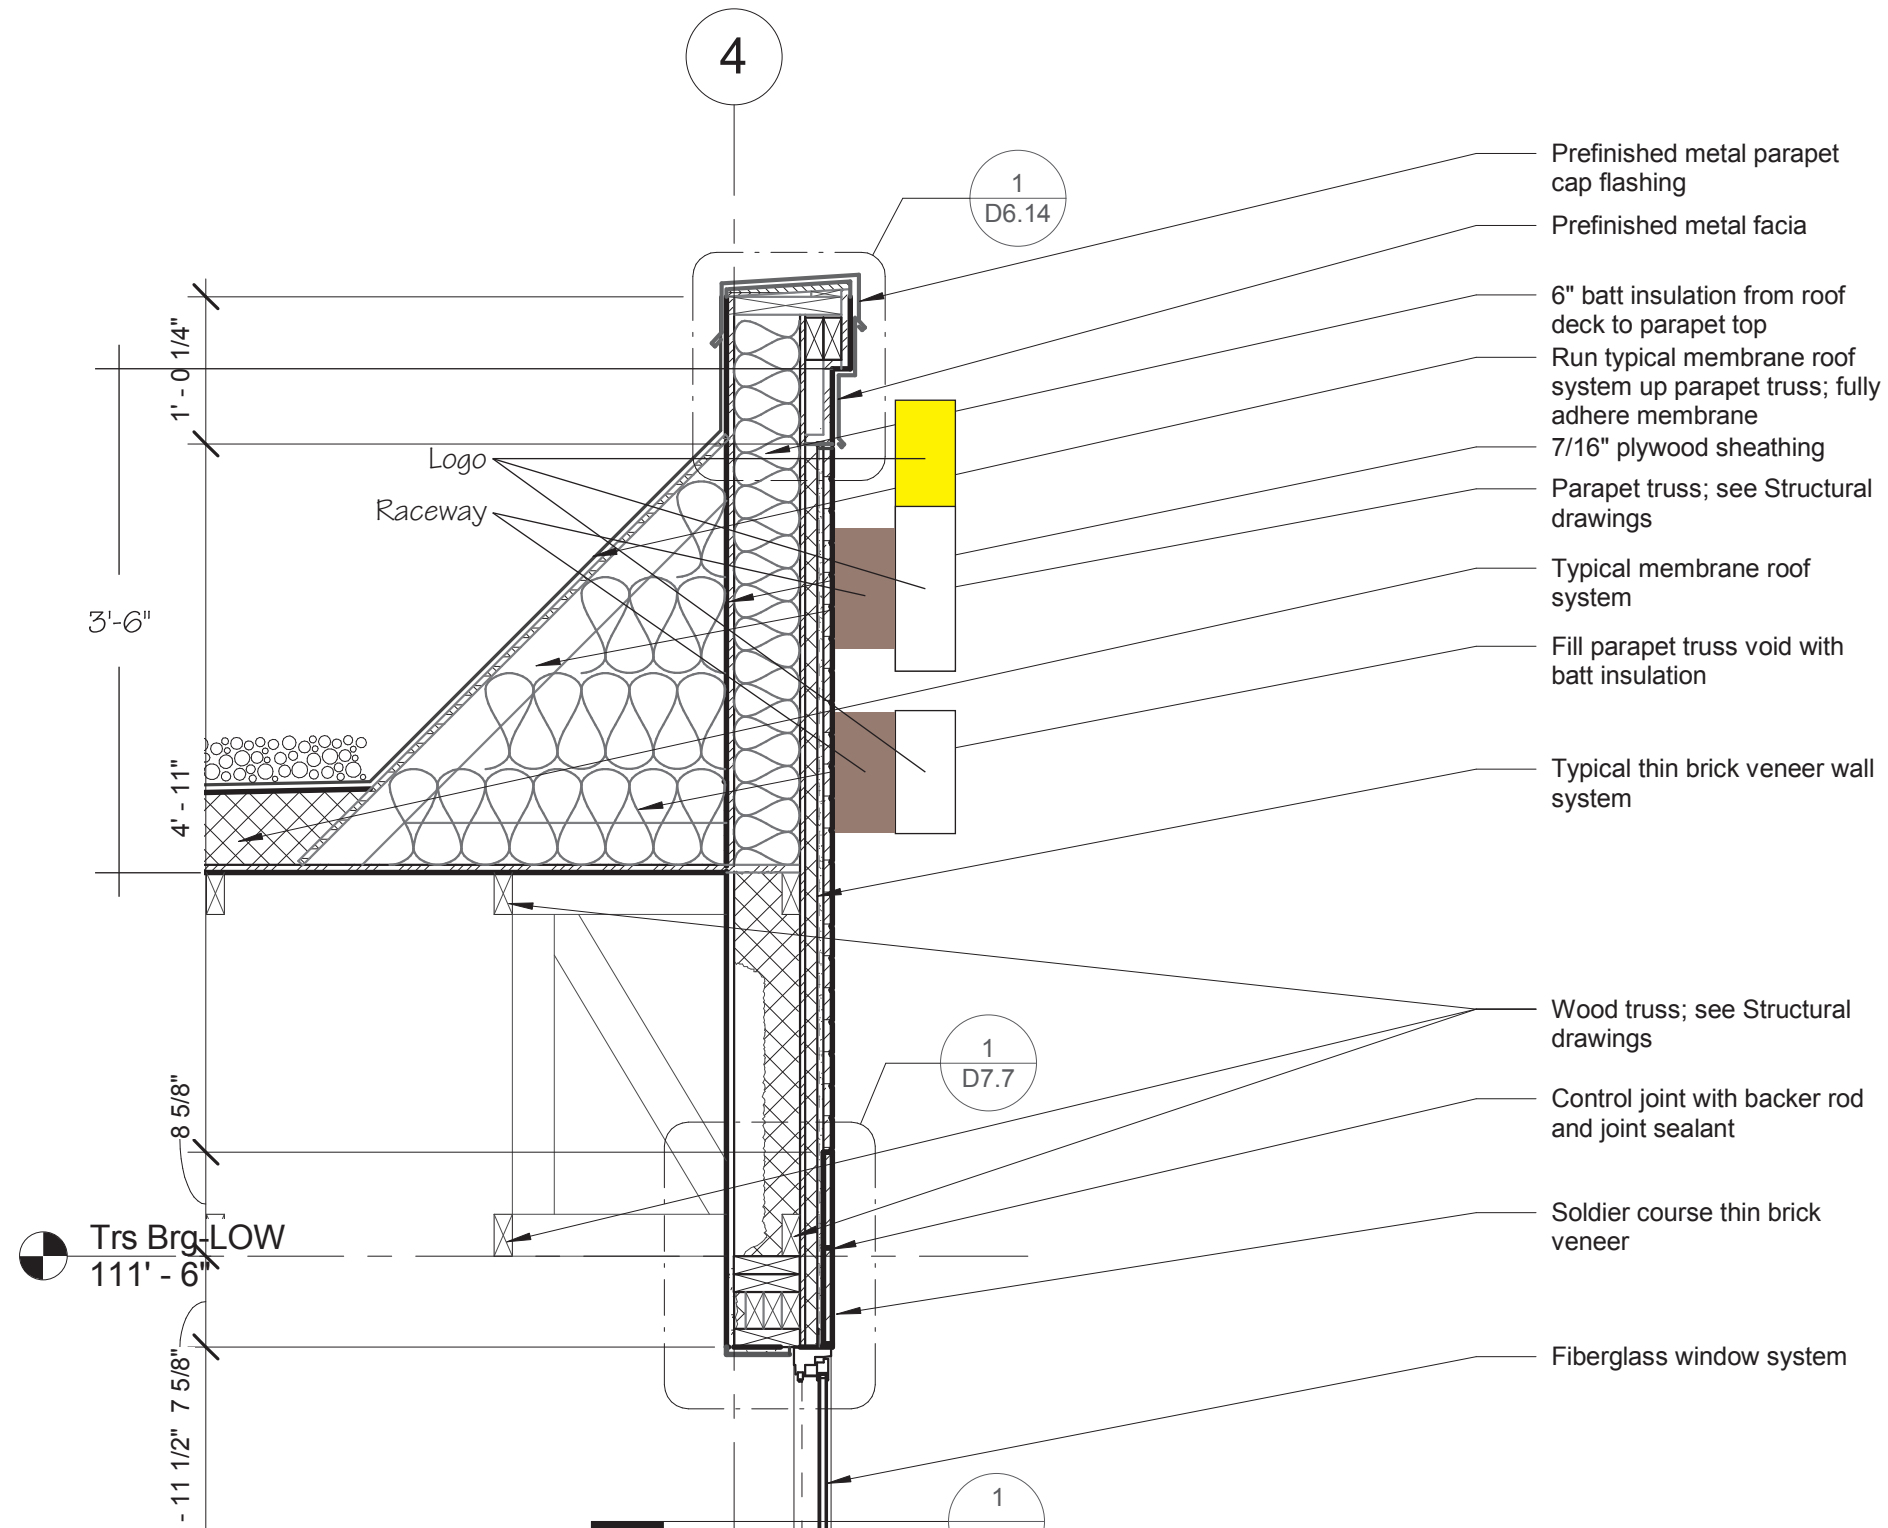 4
1
D6.14
Prefinished metal parapet
cap flashing
Prefinished metal facia
6" batt insulation from roof
deck to parapet top
Run typical membrane roof
system up parapet truss; fully
adhere membrane
7/16" plywood sheathing
Parapet truss; see Structural
drawings
Typical membrane roof
system
Fill parapet truss void with
batt insulation
Typical thin brick veneer wall
system
Wood truss; see Structural
drawings
Control joint with backer rod
and joint sealant
Soldier course thin brick
veneer
Fiberglass window system
1' - 0 1/4"
Logo
Raceway
3'-6"
4' - 11"
8 5/8"
1
D7.7
Trs Brg-LOW
111' - 6"
7 5/8"
- 11 1/2"
1